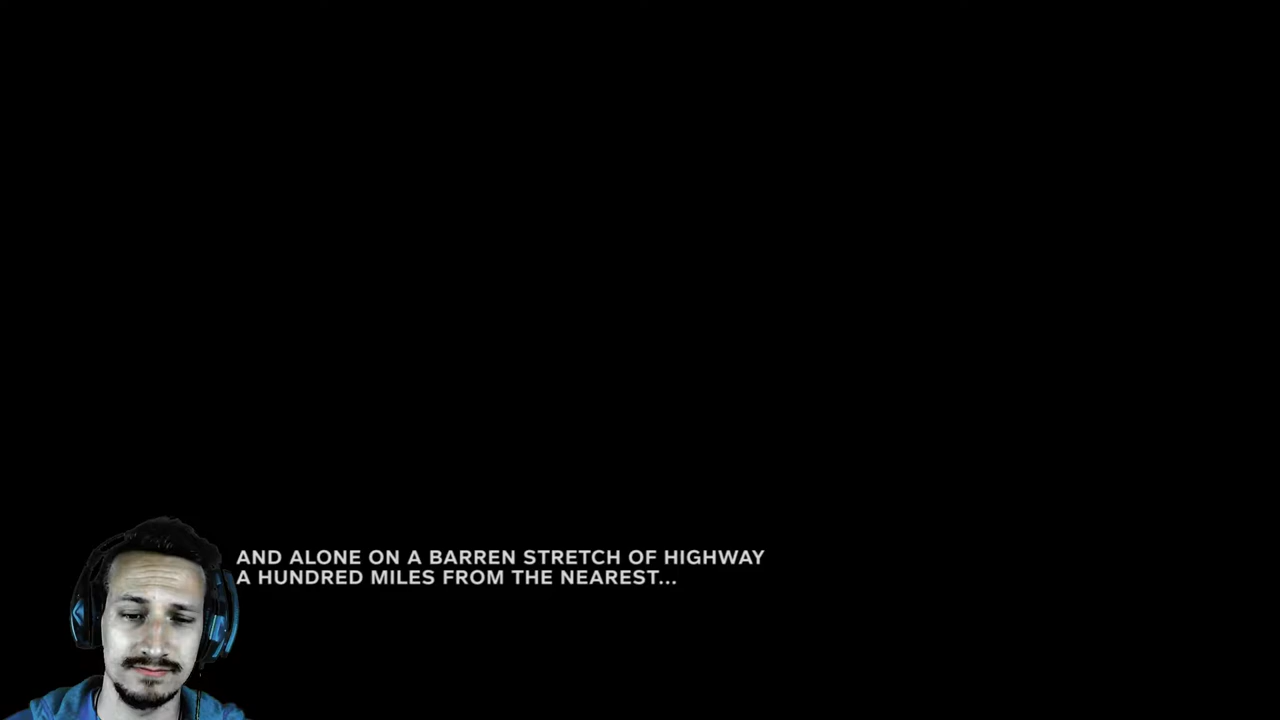 AND ALONE ON A BARREN STRETCH OF HIGHWAY
A HUNDRED MILES FROM THE NEAREST...